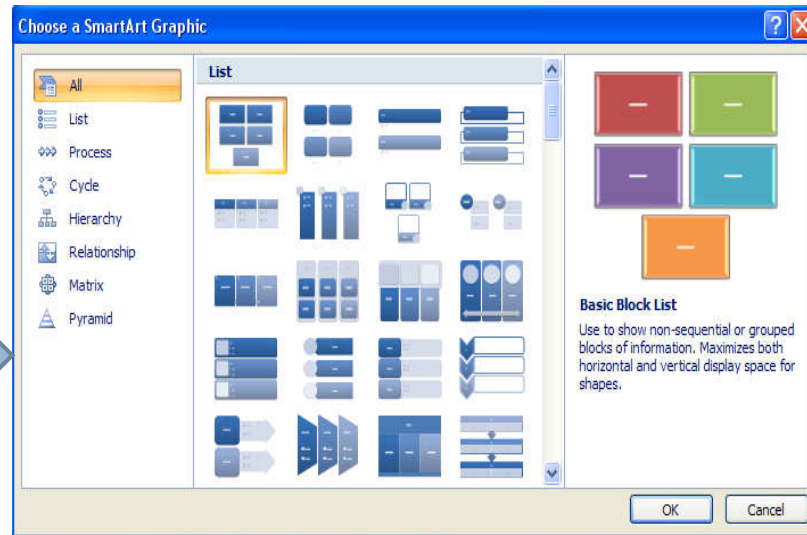 Choose a SmartArt Graphic
All
List
Process
Cycle
Hierarchy
Relationship
Matrix
Pyramid
List
Basic Block List
Use to show non-sequential or grouped
blocks of information. Maximizes both
horizontal and vertical display space for
shapes.
OK
Cancel